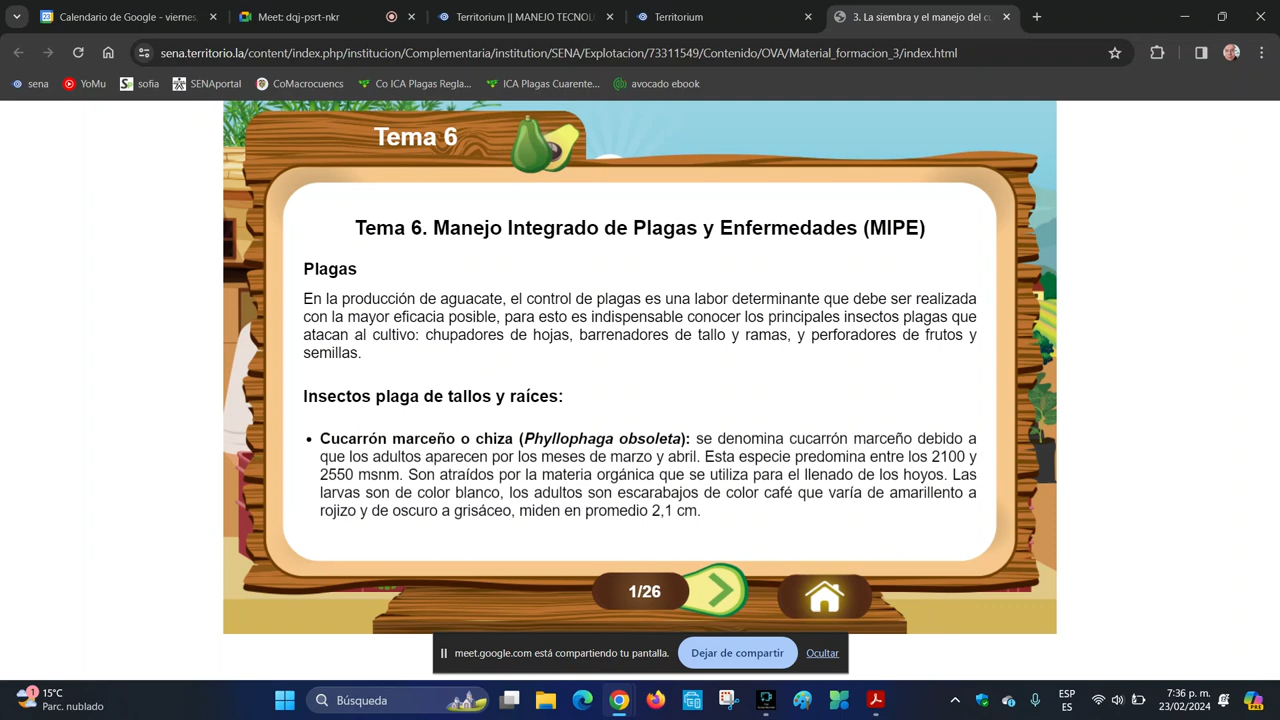 Calendario de Google - viernes,
Meet: dqj-psrt-nkr
Territorium || MANEJO TECNOL
Territorium
3. La siembra y el manejo del cu
sena.territorio.la/content/index.php/institucion/Complementaria/institution/SENA/Explotacion/73311549/Contenido/OVA/Material_formacion_3/index.html
sena
YoMu
sofia
SENAportal
CoMacrocuencs
Co ICA Plagas Regla...
ICA Plagas Cuarente...
avocado ebook
Tema 6
Tema 6. Manejo Integrado de Plagas y Enfermedades (MIPE)
Plagas
En la producción de aguacate, el control de plagas es una labor determinante que debe ser realizada
con la mayor eficacia posible, para esto es indispensable conocer los principales insectos plagas que
atacan al cultivo: chupadores de hojas, barrenadores de tallo y ramas, y perforadores de frutos y
semillas.
Insectos plaga de tallos y raíces:
• Cucarrón marceño o chiza (Phyllophaga obsoleta): se denomina cucarrón marceño debido a
que los adultos aparecen por los meses de marzo y abril. Esta especie predomina entre los 2100 y
2550 msnm. Son atraídos por la materia orgánica que se utiliza para el llenado de los hoyos. Las
larvas son de color blanco, los adultos son escarabajos de color café que varía de amarillento a
rojizo y de oscuro a grisáceo, miden en promedio 2,1 cm.
1/26
meet.google.com está compartiendo tu pantalla.
Dejar de compartir
Ocultar
1
15°C
Parc. nublado
Búsqueda
ESP
ES
7:36 p. m.
23/02/2024